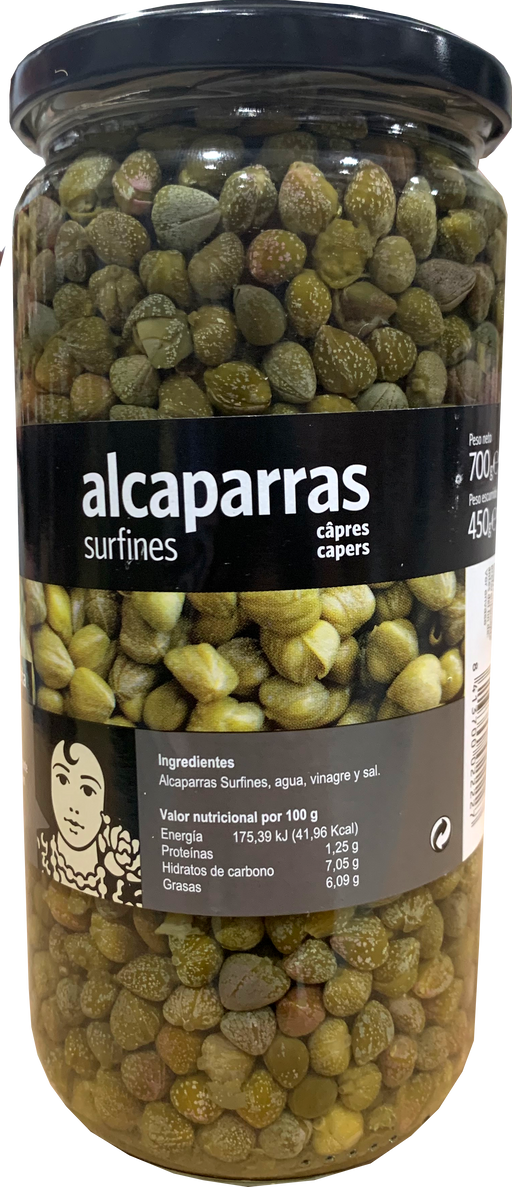 alcaparras
surfines
câpres
capers
Peso neto
700g
Peso escurrido
450g
Ingredientes
Alcaparras Surfines, agua, vinagre y sal.
Valor nutricional por 100 g
Energía 175,39 kJ (41,96 Kcal)
Proteínas 1,25 g
Hidratos de carbono 7,05 g
Grasas 6,09 g